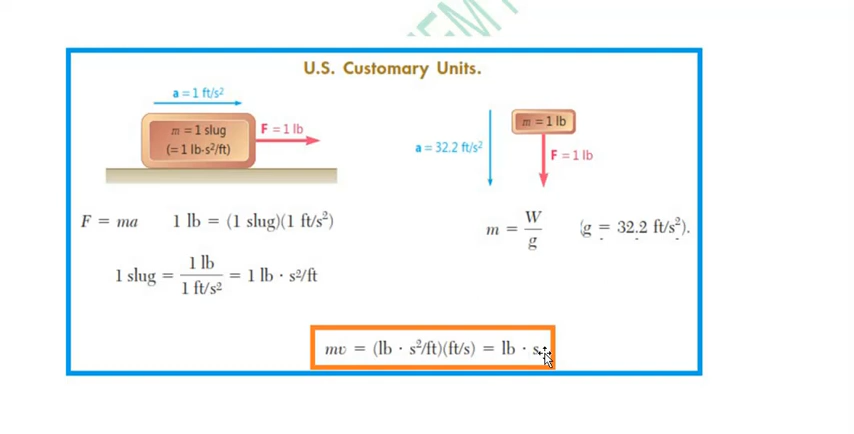 U.S. Customary Units.
a = 1 ft/s²
m = 1 slug
(= 1 lb·s²/ft)
F = 1 lb
F = ma 1 lb = (1 slug)(1 ft/s²)
1 slug = 1 lb / 1 ft/s² = 1 lb · s²/ft
m = 1 lb
a = 32.2 ft/s²
F = 1 lb
m = W / g (g = 32.2 ft/s²).
mv = (lb · s²/ft)(ft/s) = lb · s